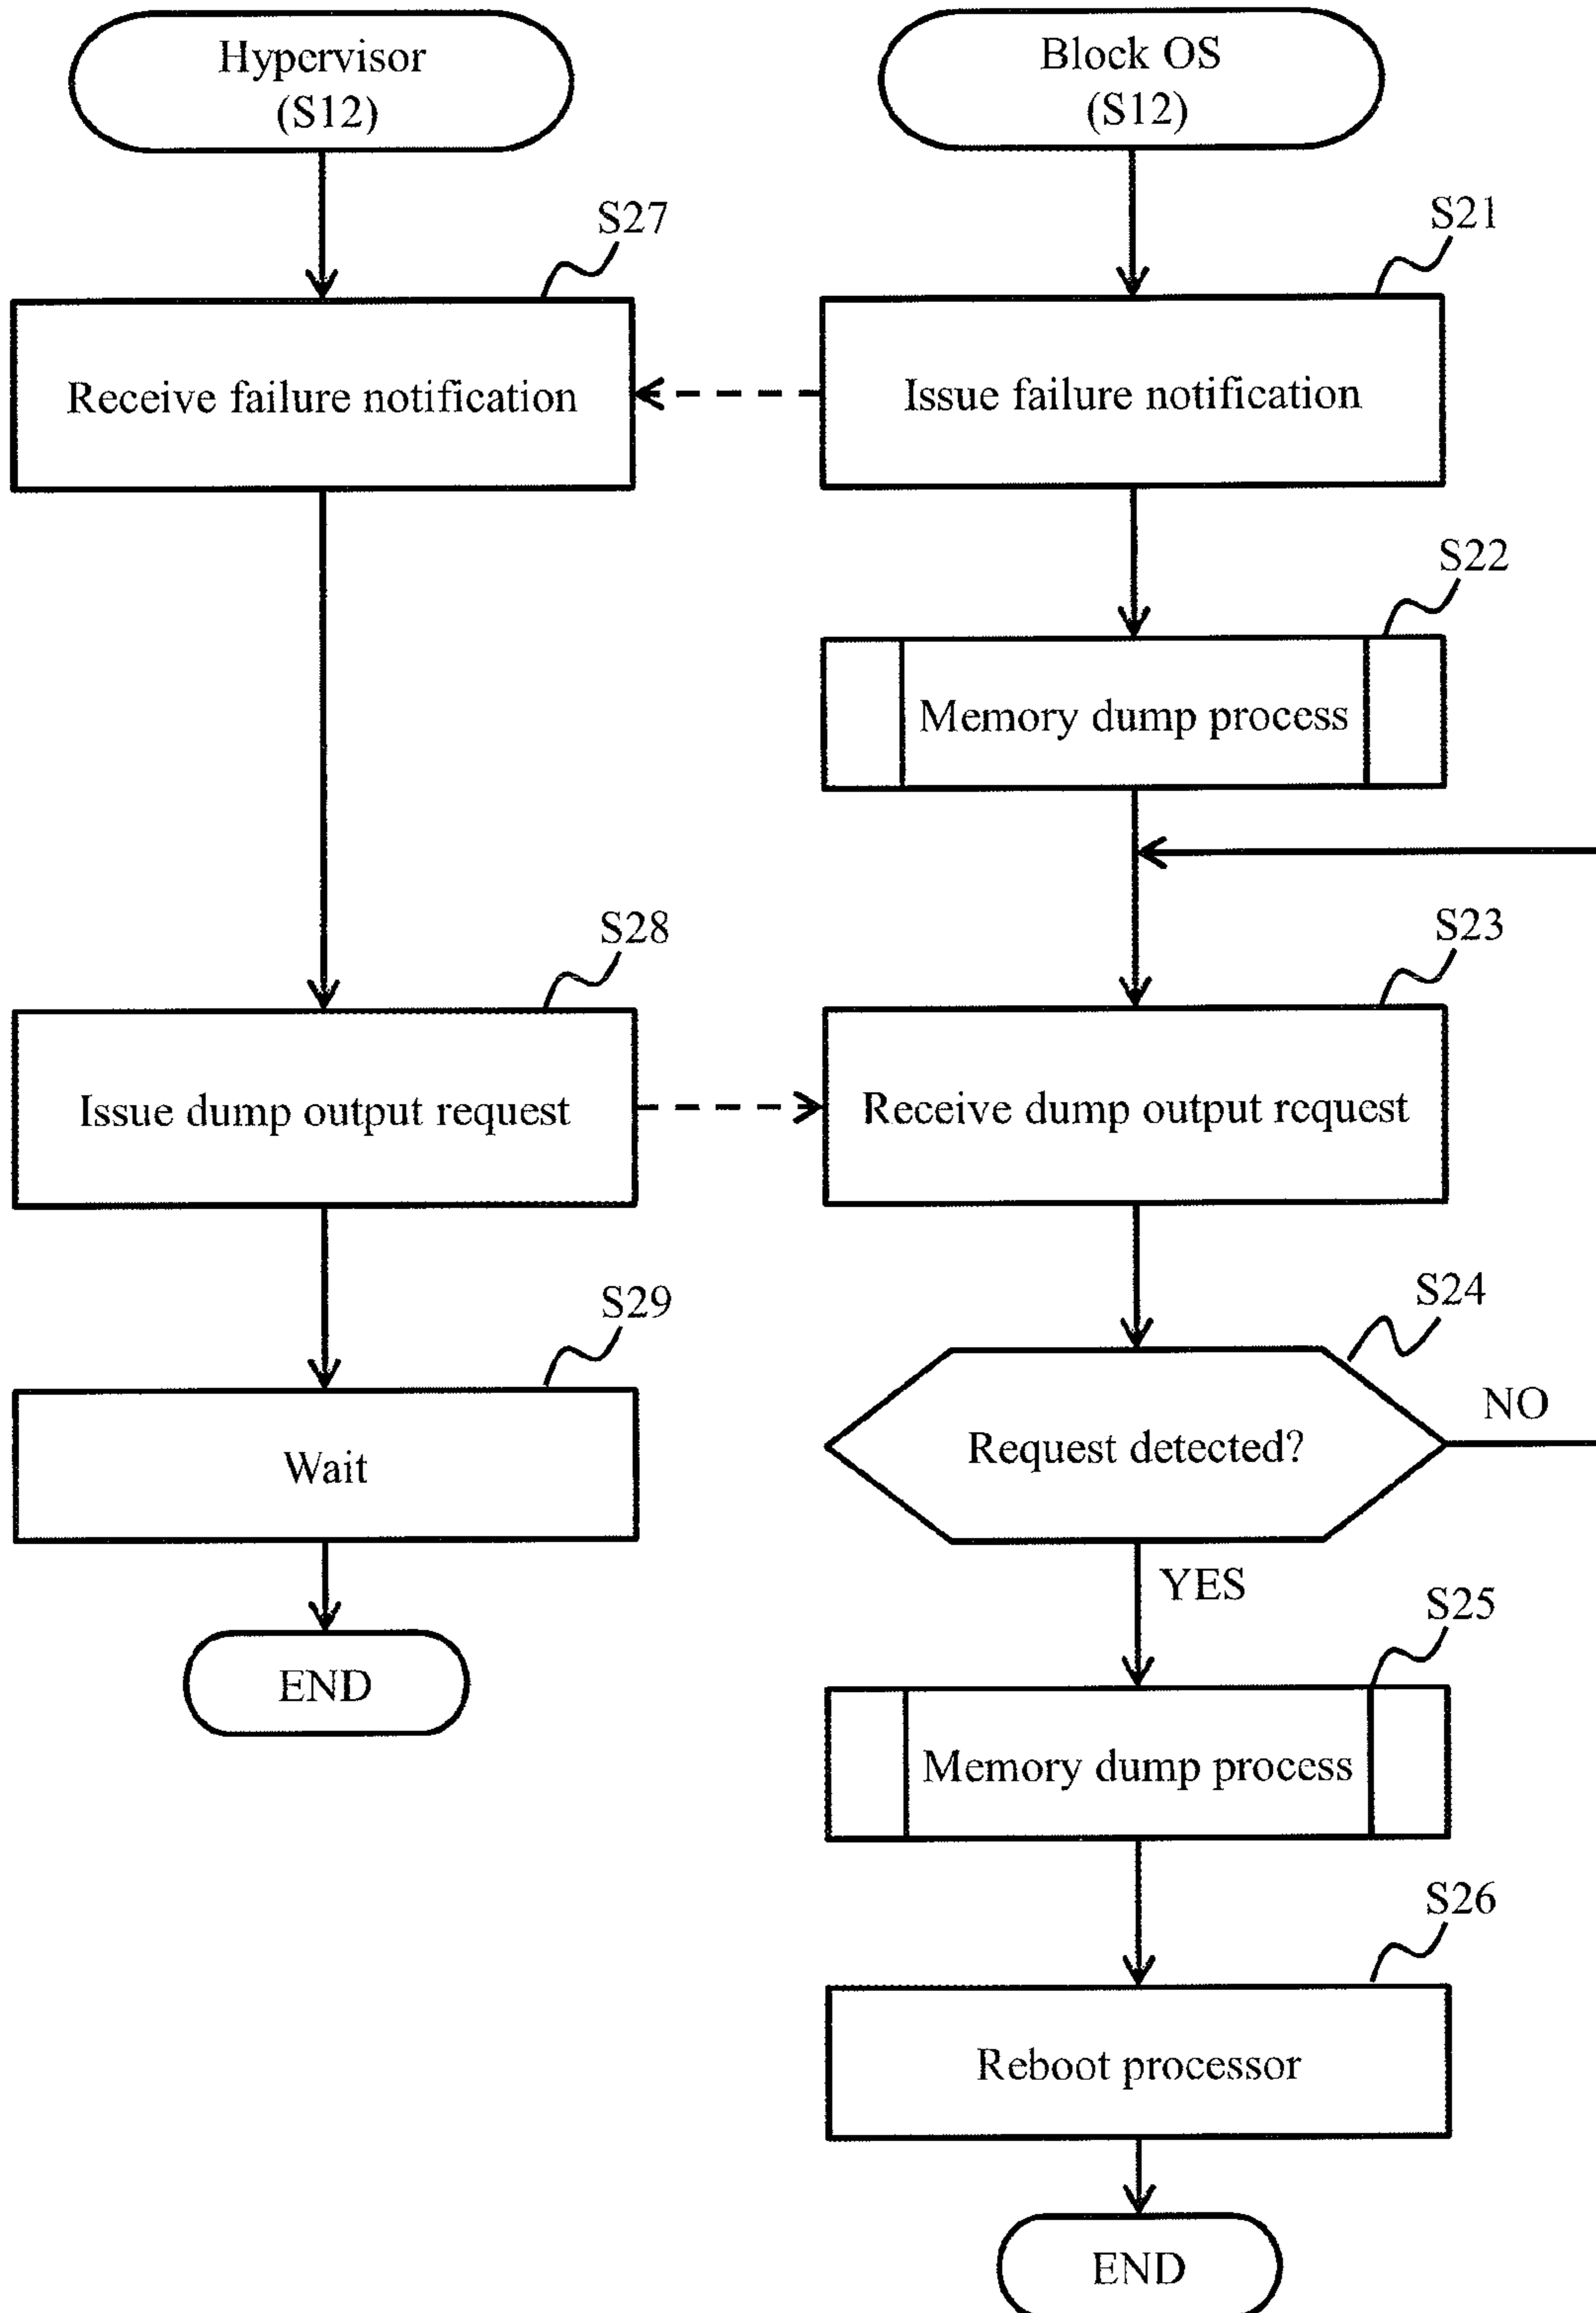 Hypervisor
(S12)
Block OS
(S12)
S27
S21
Receive failure notification
Issue failure notification
S22
Memory dump process
S28
S23
Issue dump output request
Receive dump output request
S29
S24
Wait
Request detected?
NO
YES
END
S25
Memory dump process
S26
Reboot processor
END